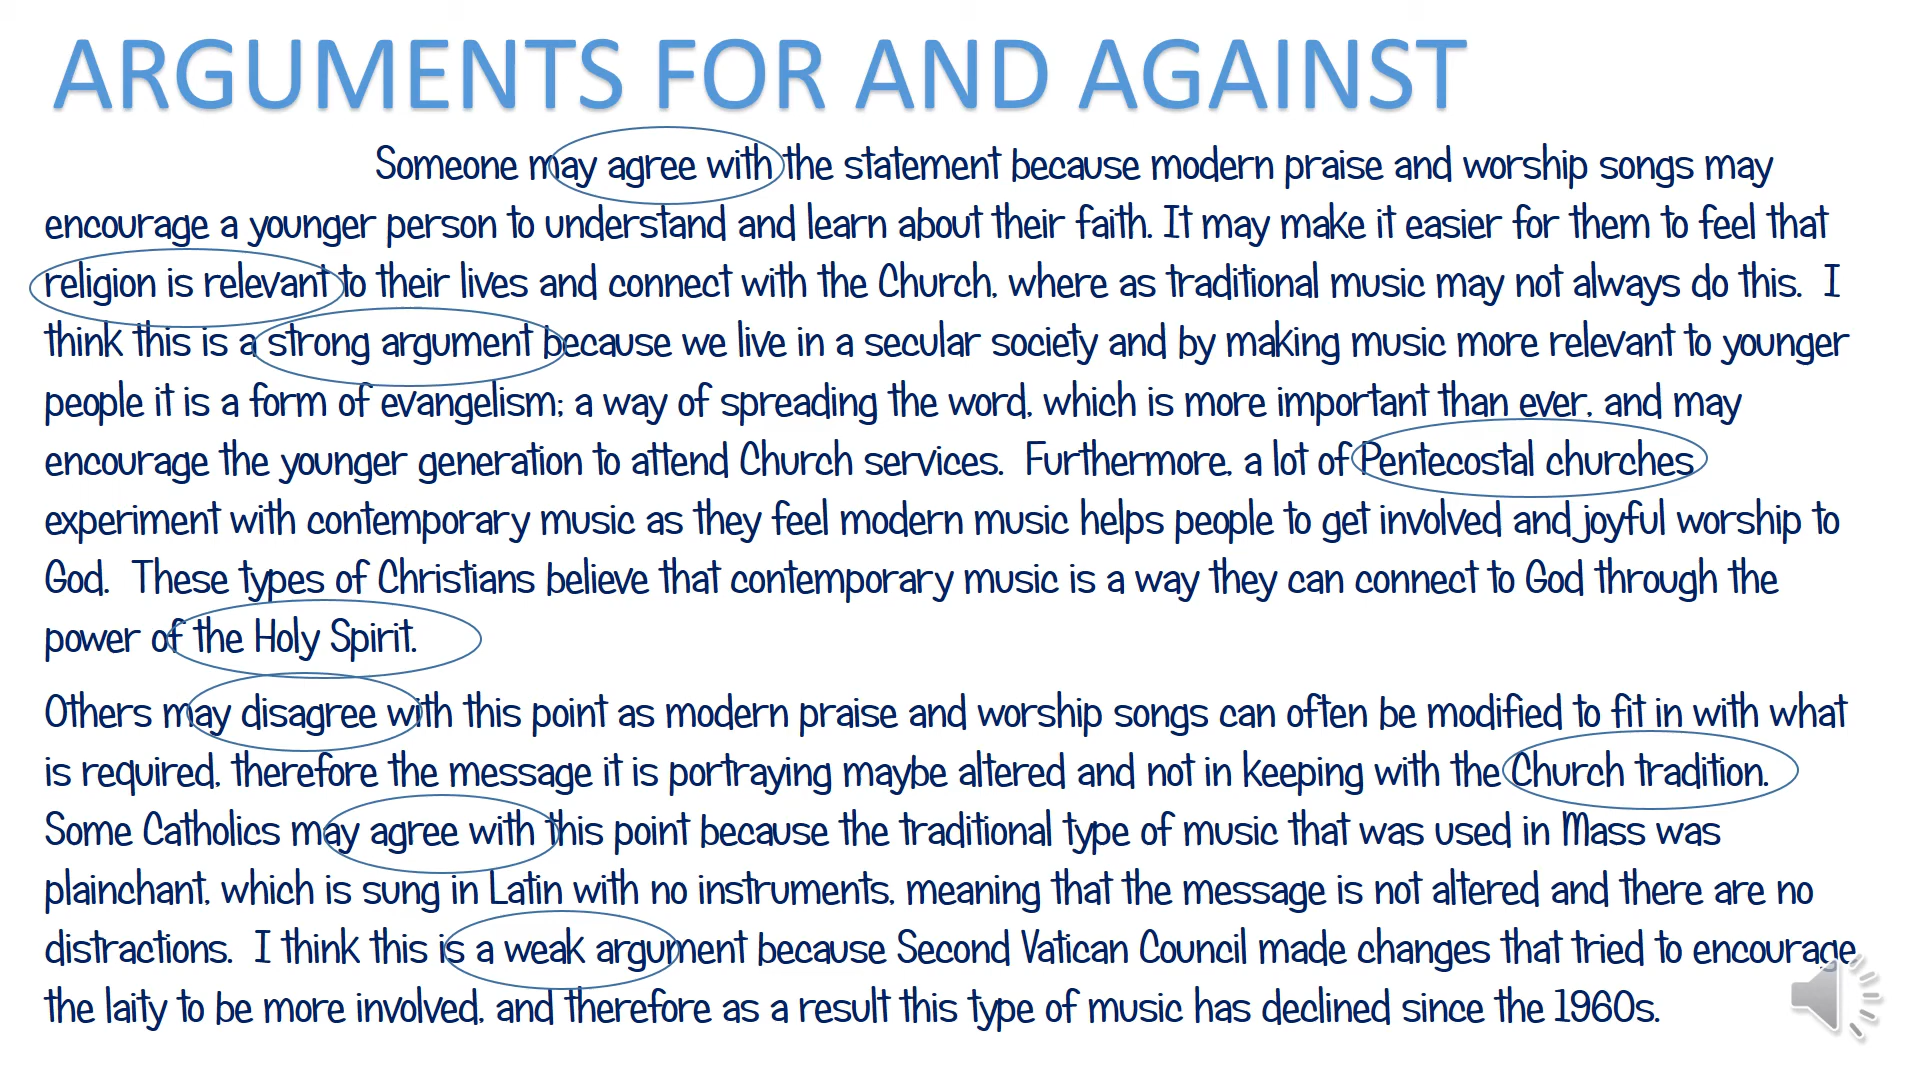 ARGUMENTS FOR AND AGAINST
Someone may agree with the statement because modern praise and worship songs may
encourage a younger person to understand and learn about their faith. It may make it easier for them to feel that
religion is relevant to their lives and connect with the Church, where as traditional music may not always do this. I
think this is a strong argument because we live in a secular society and by making music more relevant to younger
people it is a form of evangelism; a way of spreading the word, which is more important than ever, and may
encourage the younger generation to attend Church services. Furthermore, a lot of Pentecostal churches
experiment with contemporary music as they feel modern music helps people to get involved and joyful worship to
God. These types of Christians believe that contemporary music is a way they can connect to God through the
power of the Holy Spirit.
Others may disagree with this point as modern praise and worship songs can often be modified to fit in with what
is required, therefore the message it is portraying maybe altered and not in keeping with the Church tradition.
Some Catholics may agree with this point because the traditional type of music that was used in Mass was
plainchant, which is sung in Latin with no instruments, meaning that the message is not altered and there are no
distractions. I think this is a weak argument because Second Vatican Council made changes that tried to encourage
the laity to be more involved, and therefore as a result this type of music has declined since the 1960s.